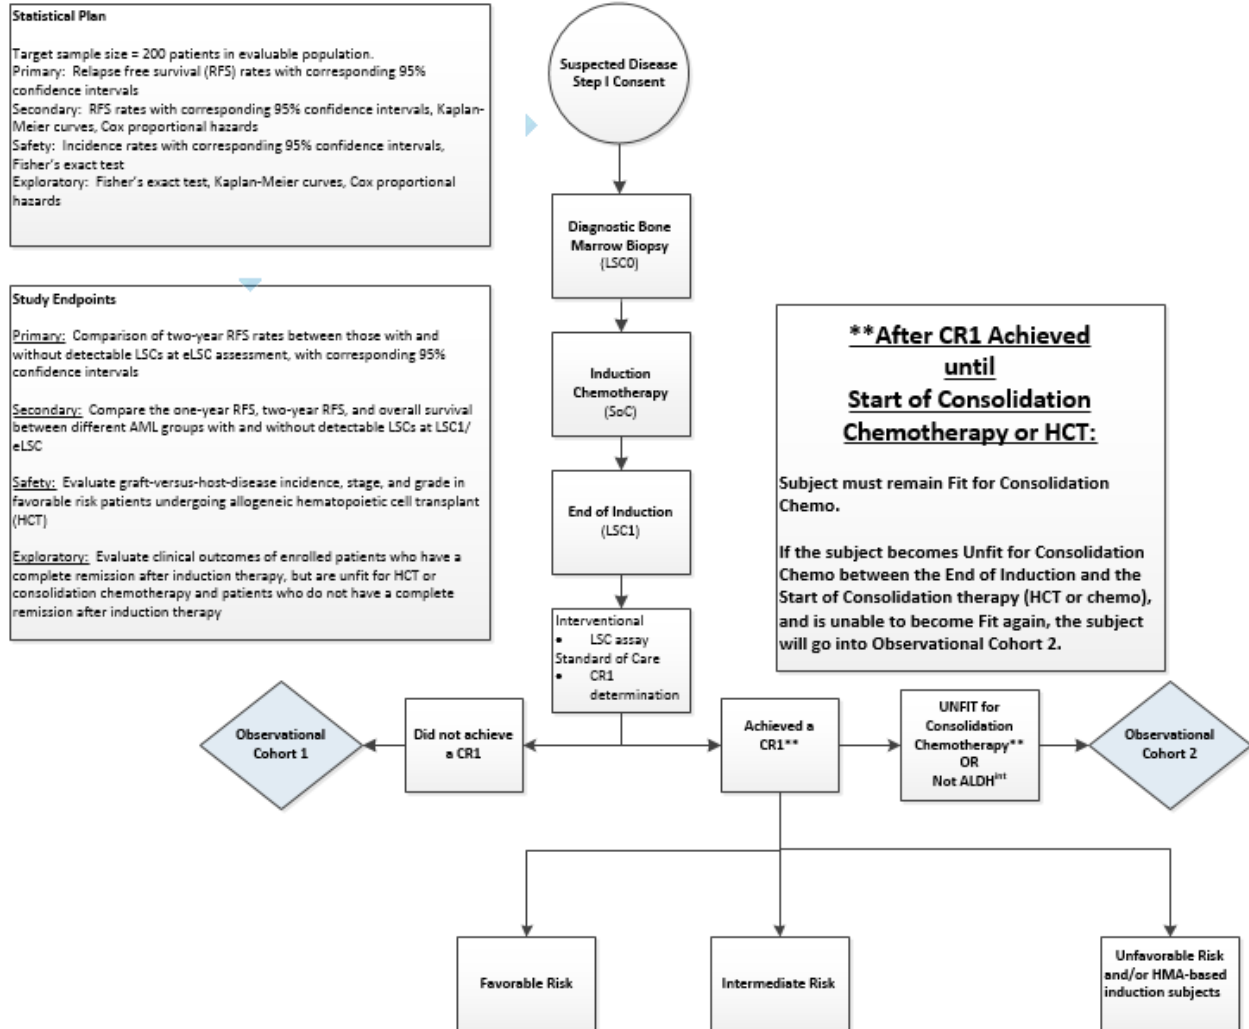 Statistical Plan
Target sample size = 200 patients in evaluable population.
Primary: Relapse free survival (RFS) rates with corresponding 95%
confidence intervals
Secondary: RFS rates with corresponding 95% confidence intervals, Kaplan-
Meier curves, Cox proportional hazards
Safety: Incidence rates with corresponding 95% confidence intervals,
Fisher's exact test
Exploratory: Fisher's exact test, Kaplan-Meier curves, Cox proportional
hazards
Study Endpoints
Primary: Comparison of two-year RFS rates between those with and
without detectable LSCs at eLSC assessment, with corresponding 95%
confidence intervals
Secondary: Compare the one-year RFS, two-year RFS, and overall survival
between different AML groups with and without detectable LSCs at LSC1/
eLSC
Safety: Evaluate graft-versus-host-disease incidence, stage, and grade in
favorable risk patients undergoing allogeneic hematopoietic cell transplant
(HCT)
Exploratory: Evaluate clinical outcomes of enrolled patients who have a
complete remission after induction therapy, but are unfit for HCT or
consolidation chemotherapy and patients who do not have a complete
remission after induction therapy
Suspected Disease
Step I Consent
Diagnostic Bone
Marrow Biopsy
(LSC0)
Induction
Chemotherapy
(SoC)
End of Induction
(LSC1)
Interventional
• LSC assay
Standard of Care
• CR1
determination
**After CR1 Achieved
until
Start of Consolidation
Chemotherapy or HCT:
Subject must remain Fit for Consolidation
Chemo.
If the subject becomes Unfit for Consolidation
Chemo between the End of Induction and the
Start of Consolidation therapy (HCT or chemo),
and is unable to become Fit again, the subject
will go into Observational Cohort 2.
Observational
Cohort 1
Did not achieve
a CR1
Achieved a
CR1**
UNFIT for
Consolidation
Chemotherapy**
OR
Not ALDH^int
Observational
Cohort 2
Favorable Risk
Intermediate Risk
Unfavorable Risk
and/or HMA-based
induction subjects